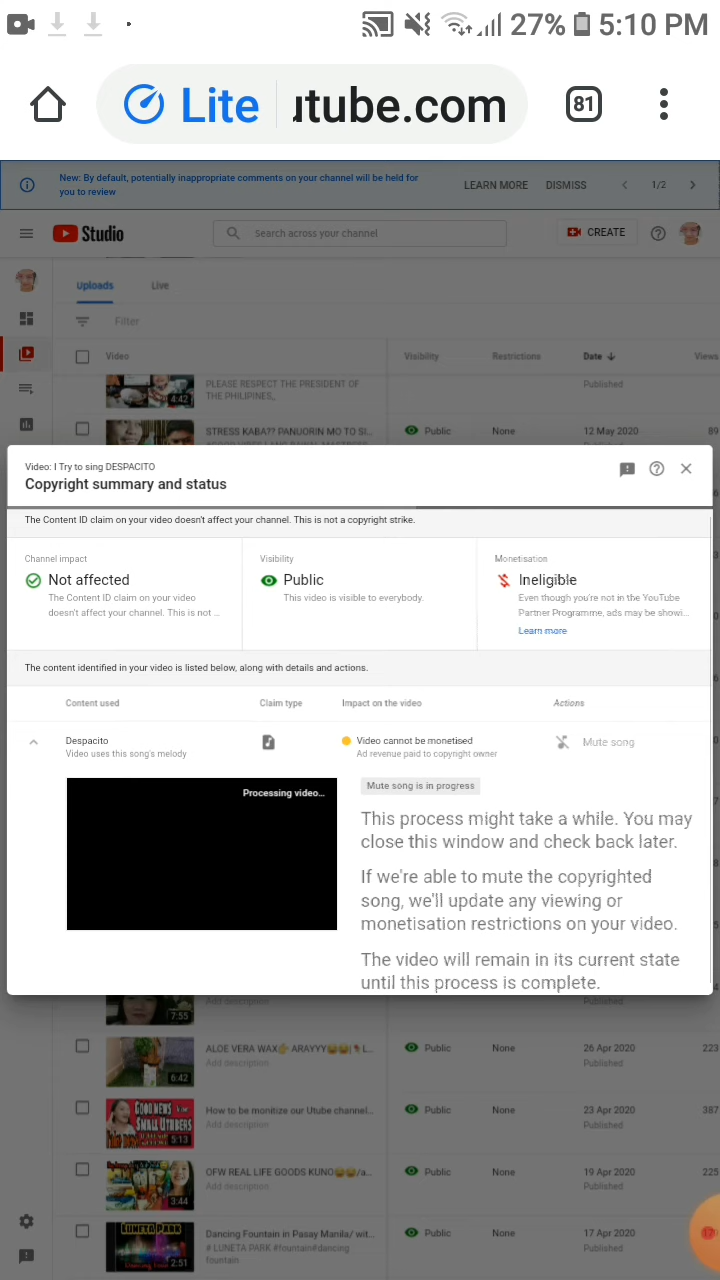 27% 5:10 PM
Lite utube.com 81
New: By default, potentially inappropriate comments on your channel will be held for
you to review
LEARN MORE DISMISS 1/2
Studio Search across your channel CREATE
Uploads Live
Filter
Video Visibility Restrictions Date Views
PLEASE RESPECT THE PRESIDENT OF
THE PHILIPINES,,
Published
4:42
STRESS KABA?? PANUORIN MO TO SI... Public None 12 May 2020 89
Video: I Try to sing DESPACITO
Copyright summary and status
The Content ID claim on your video doesn't affect your channel. This is not a copyright strike.
Channel impact
Not affected
The Content ID claim on your video
doesn't affect your channel. This is not ...
Visibility
Public
This video is visible to everybody.
Monetisation
Ineligible
Even though you're not in the YouTube
Partner Programme, ads may be showi...
Learn more
The content identified in your video is listed below, along with details and actions.
Content used Claim type Impact on the video Actions
Despacito
Video uses this song's melody
Video cannot be monetised
Ad revenue paid to copyright owner
Mute song
Processing video...
Mute song is in progress
This process might take a while. You may
close this window and check back later.
If we're able to mute the copyrighted
song, we'll update any viewing or
monetisation restrictions on your video.
The video will remain in its current state
until this process is complete.
7:55
Add description
Published
ALOE VERA WAX ARAYYY L... Public None 26 Apr 2020 223
Add description Published
6:42
How to be monitize our Utube channel... Public None 23 Apr 2020 387
Add description Published
GOOD NEWS
SMALL UTUBERS
5:13
OFW REAL LIFE GOODS KUNO /a... Public None 19 Apr 2020 225
Add description Published
3:44
Dancing Fountain in Pasay Manila/ wit... Public None 17 Apr 2020
# LUNETA PARK #fountain#dancing
fountain
Published
LUNETA PARK
2:51